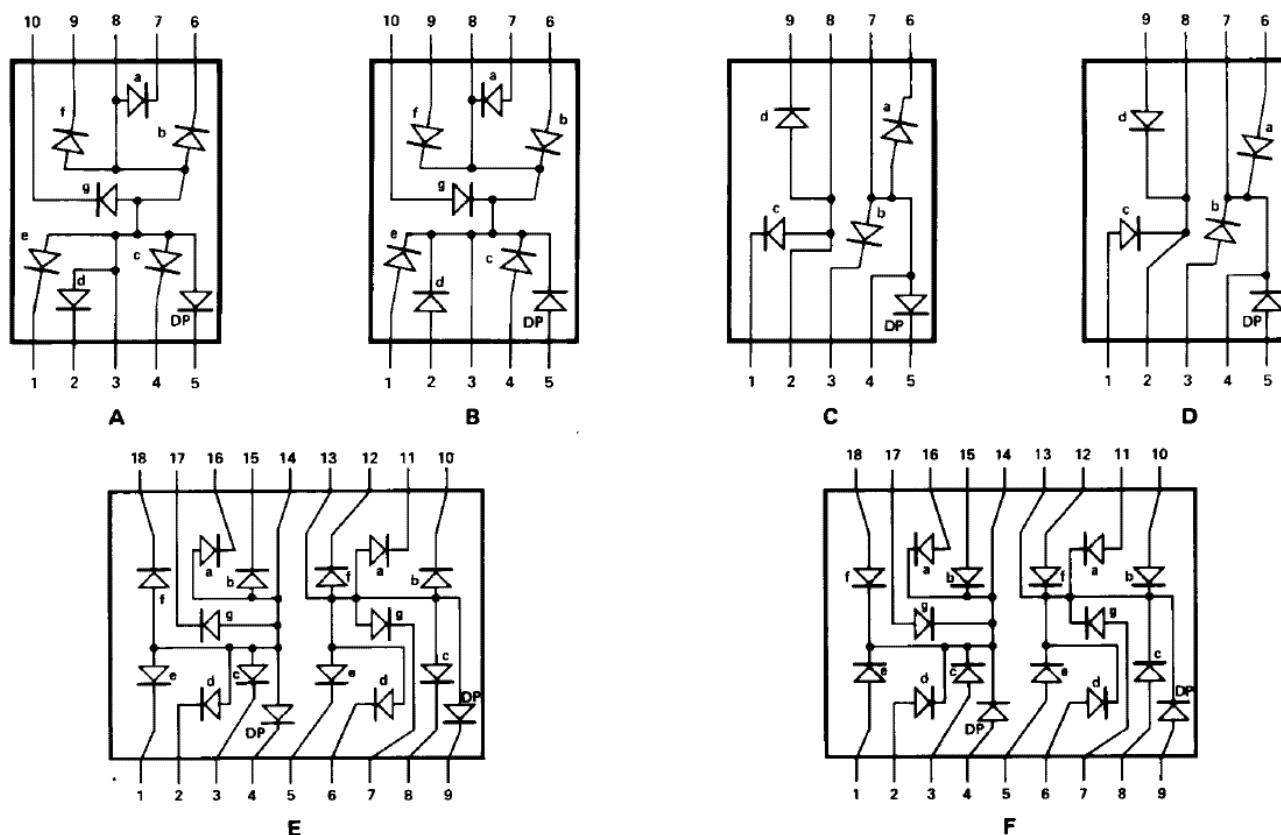 10 9 8 7 6 10 9 8 7 6 9 8 7 6 9 8 7 6
a a
f b f b d a d a
g g
c b c b
e c e c
d d
DP DP DP DP
1 2 3 4 5 1 2 3 4 5 1 2 3 4 5 1 2 3 4 5
A B C D
18 17 16 15 14 13 12 11 10 18 17 16 15 14 13 12 11 10
a a a a
f b f b f b f b
g g g g
e c e c e c e c
d d d d
DP DP DP DP
1 2 3 4 5 6 7 8 9 1 2 3 4 5 6 7 8 9
E F